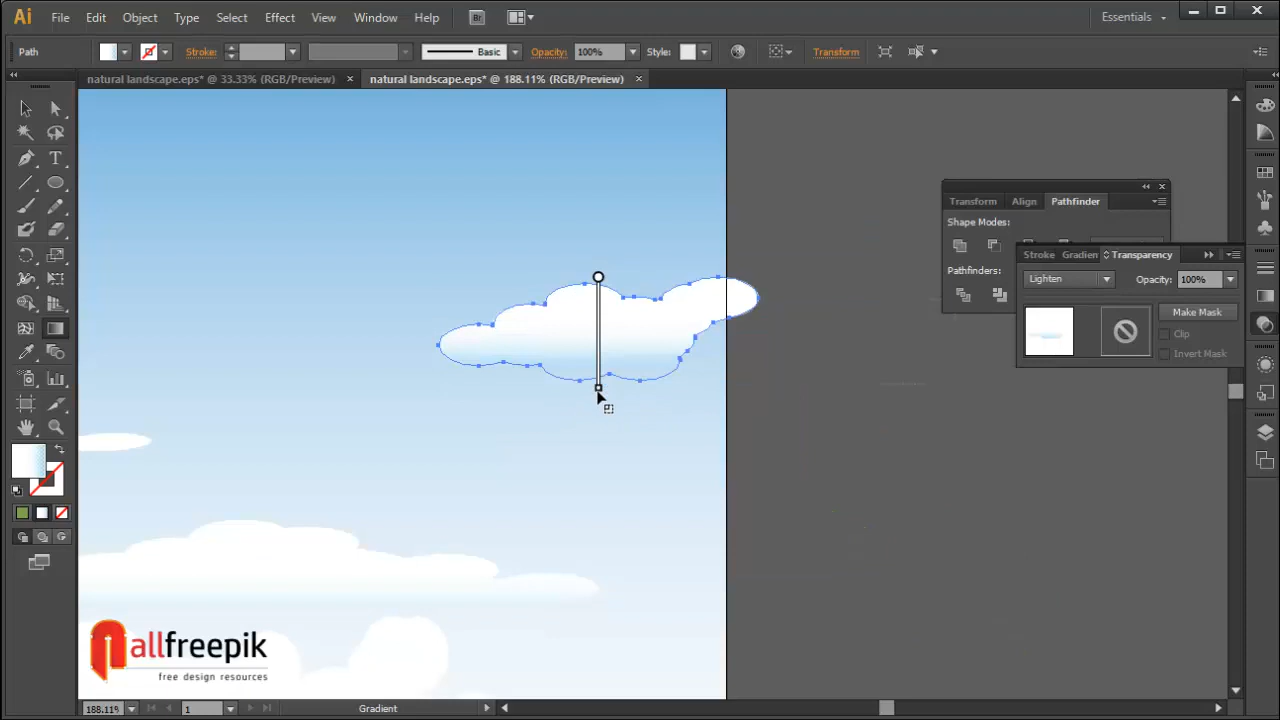 Ai File Edit Object Type Select Effect View Window Help Br Essentials
Path Stroke: Basic Opacity: 100% Style: Transform
natural landscape.eps* @ 33.33% (RGB/Preview) natural landscape.eps* @ 188.11% (RGB/Preview)
Transform Align Pathfinder
Shape Modes:
Pathfinders:
Stroke Gradien Transparency
Lighten Opacity: 100%
Make Mask
Clip
Invert Mask
allfreepik
free design resources
188.11% 1 Gradient